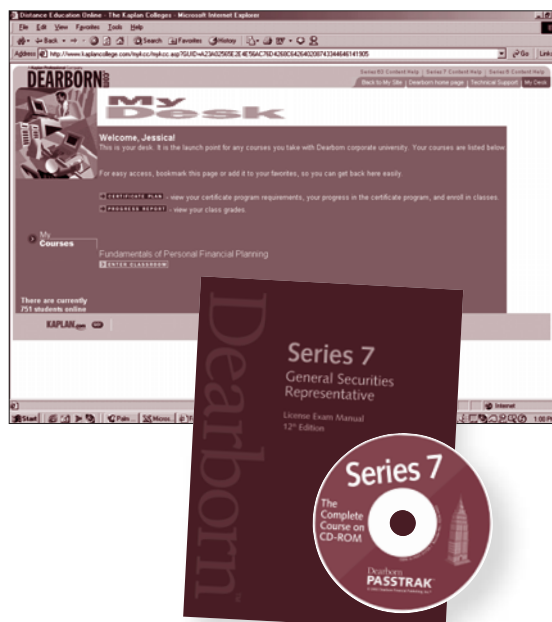 Distance Education Online - The Kaplan Colleges - Microsoft Internet Explorer
File Edit View Favorites Tools Help
Back Search Favorites History
Address Go Links
Series 63 Content Help | Series 7 Content Help | Series 6 Content Help
DEARBORN.COM
Back to My Site | Dearborn home page | Technical Support | My Desk
My
Desk
Welcome, Jessica!
This is your desk. It is the launch point for any courses you take with Dearborn corporate university. Your courses are listed below.
For easy access, bookmark this page or add it to your favorites, so you can get back here easily.
CERTIFICATE PLAN - view your certificate program requirements, your progress in the certificate program, and enroll in classes.
PROGRESS REPORT - view your class grades.
My
Courses
Fundamentals of Personal Financial Planning
ENTER CLASSROOM
There are currently
751 students online
KAPLAN.com
Internet
Start
1:00 PM
Dearborn
Series 7
General Securities
Representative
License Exam Manual
12th Edition
Series 7
The
Complete
Course on
CD-ROM
Dearborn
PASSTRAK